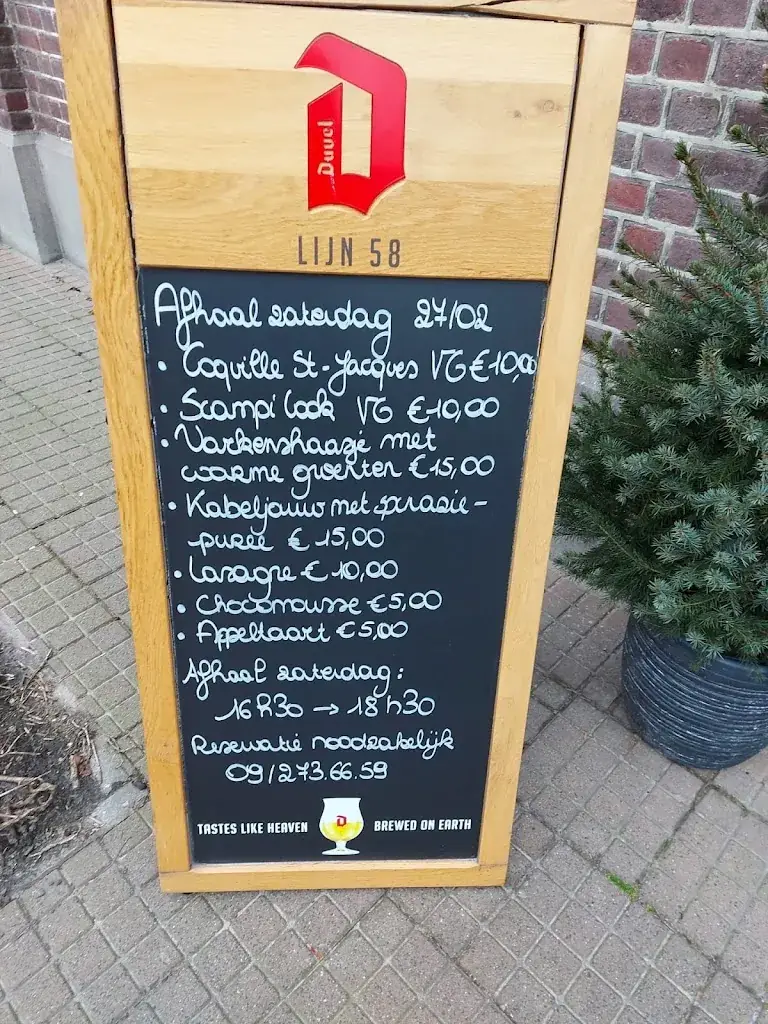 Duvel
LIJN 58
Afhaal zaterdag 27/02
• Coquille St-Jacques VG €10,00
• Scampi look VG €10,00
• Varkenshaasje met
warme groenten €15,00
• Kabeljauw met prasie-
puree €15,00
• Lasagne €10,00
• Chocomousse €5,00
• Appeltaart €5,00
Afhaal zaterdag:
16h30 → 18h30
Reservatie noodzakelijk
09/273.66.59
TASTES LIKE HEAVEN BREWED ON EARTH